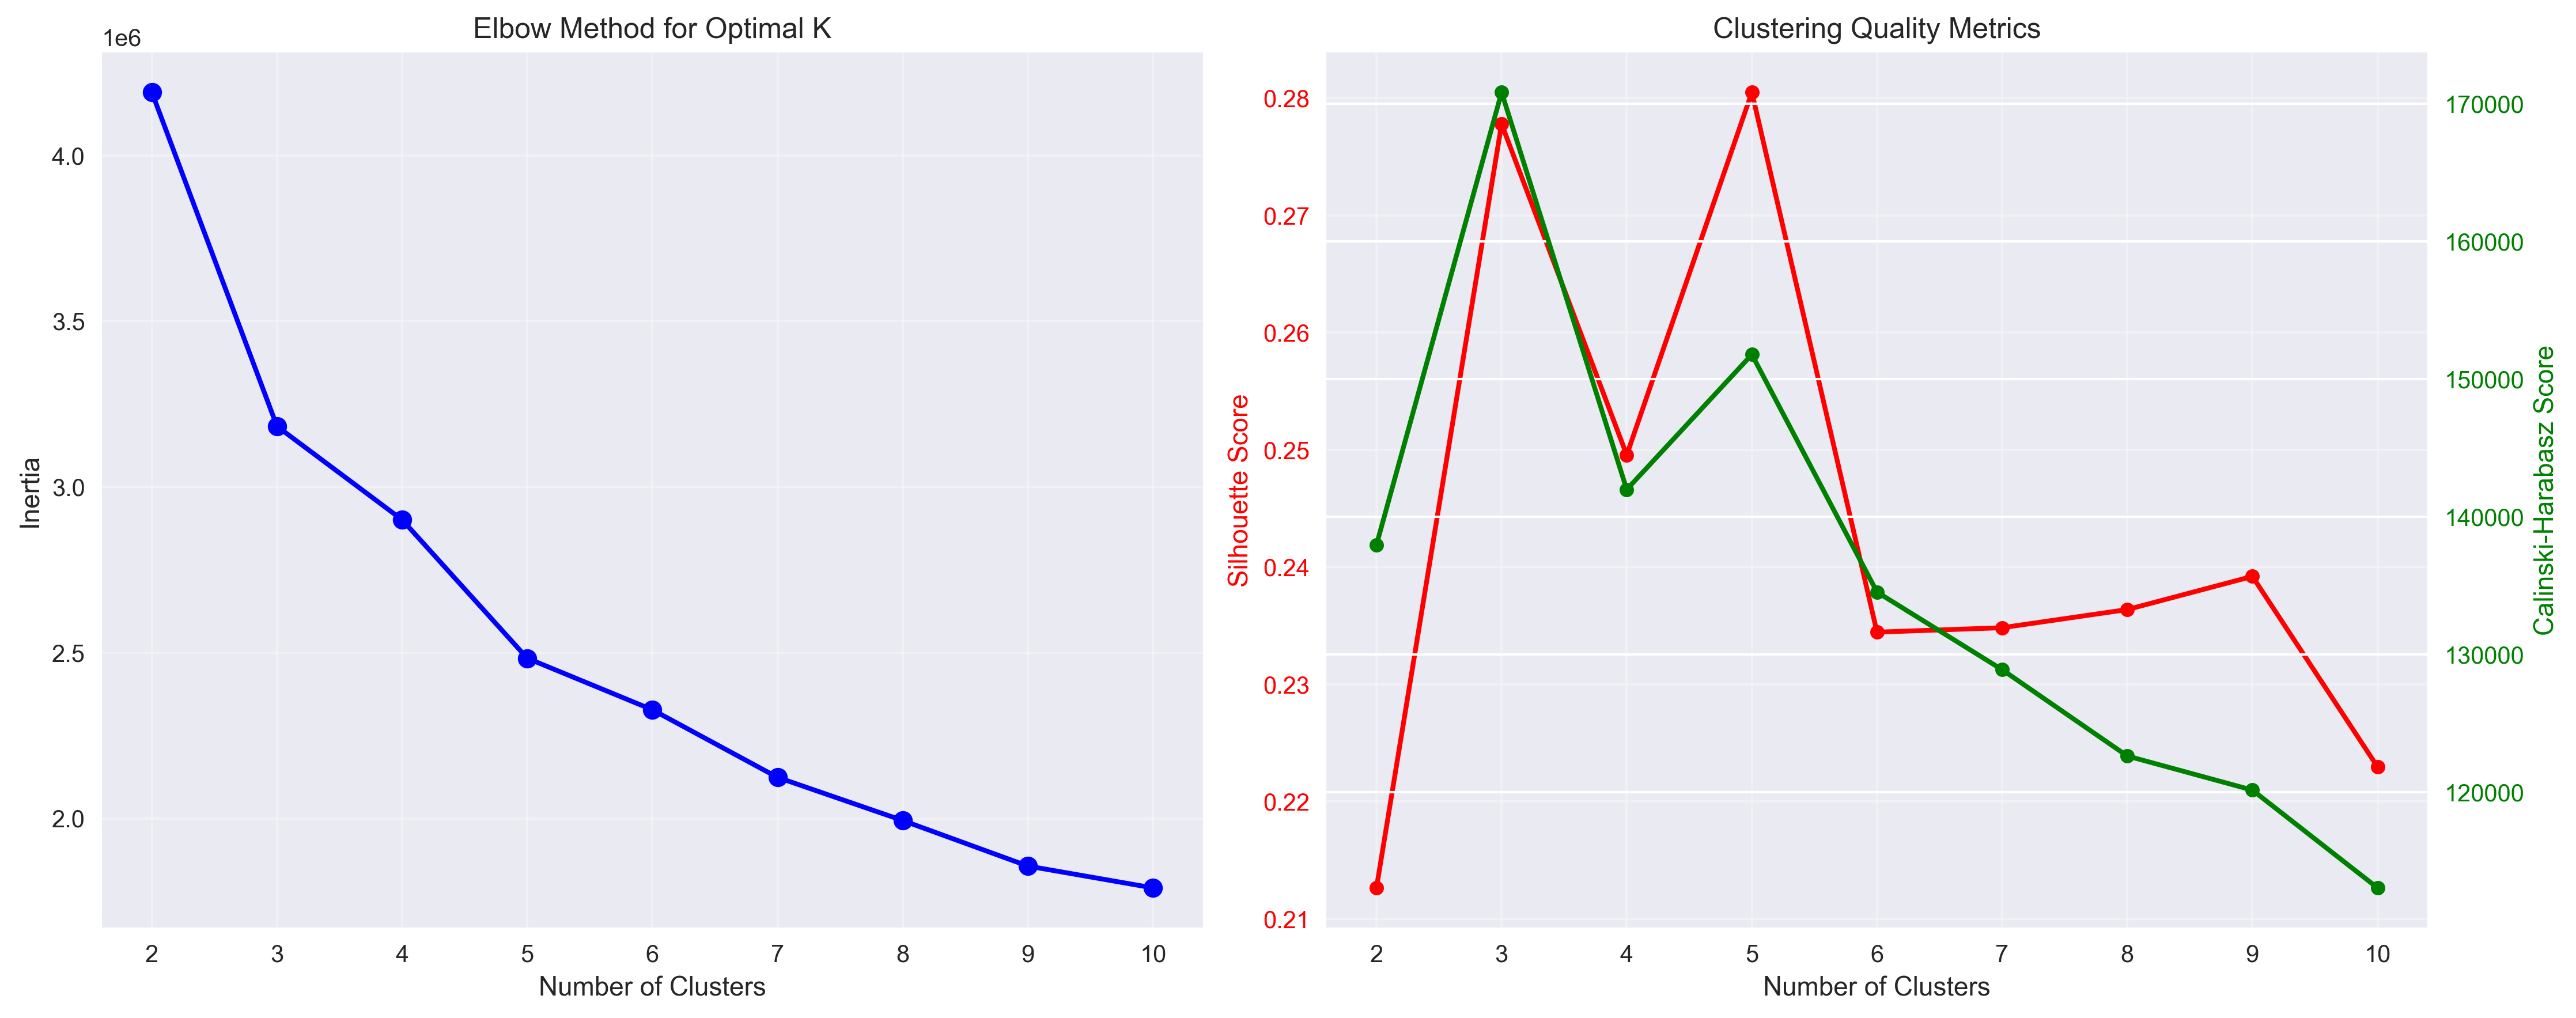 Elbow Method for Optimal K
1e6
4.0
3.5
3.0
2.5
2.0
Inertia
2 3 4 5 6 7 8 9 10
Number of Clusters
Clustering Quality Metrics
0.28
0.27
0.26
0.25
0.24
0.23
0.22
0.21
Silhouette Score
170000
160000
150000
140000
130000
120000
Calinski-Harabasz Score
2 3 4 5 6 7 8 9 10
Number of Clusters